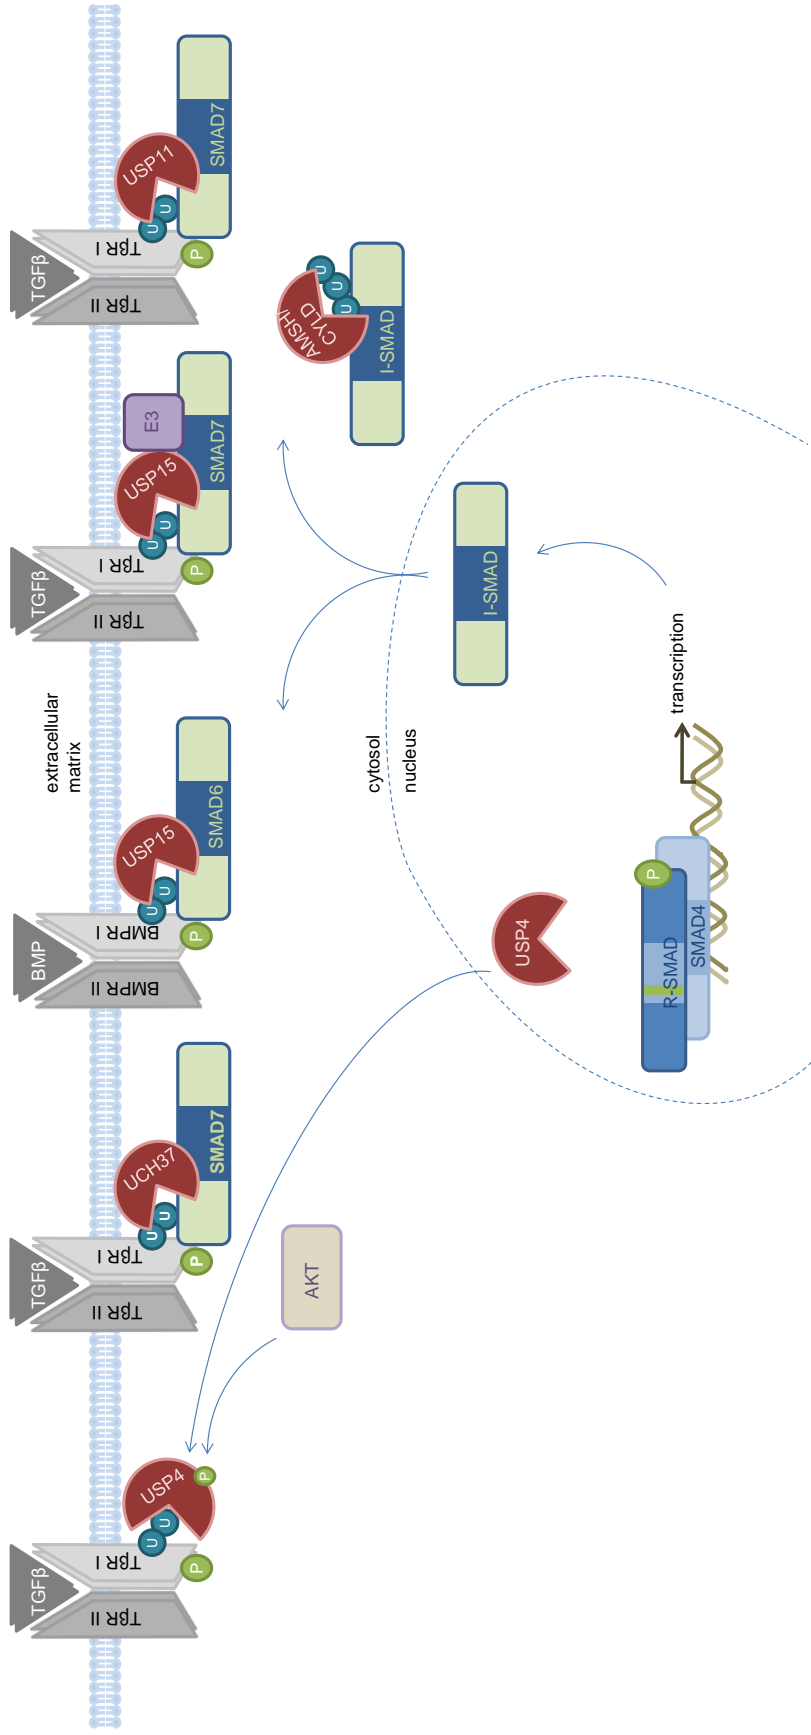 TGFβ
TβR II
TβR I
U
U
P
USP4
P
TGFβ
TβR II
TβR I
U
U
P
UCH37
SMAD7
BMP
BMPR II
BMPR I
U
U
P
USP15
SMAD6
extracellular
matrix
TGFβ
TβR II
TβR I
U
U
P
USP15
E3
SMAD7
TGFβ
TβR II
TβR I
U
U
P
USP11
SMAD7
AKT
AMSH/
CYLD
U
U
U
I-SMAD
cytosol
nucleus
USP4
I-SMAD
P
R-SMAD
SMAD4
transcription